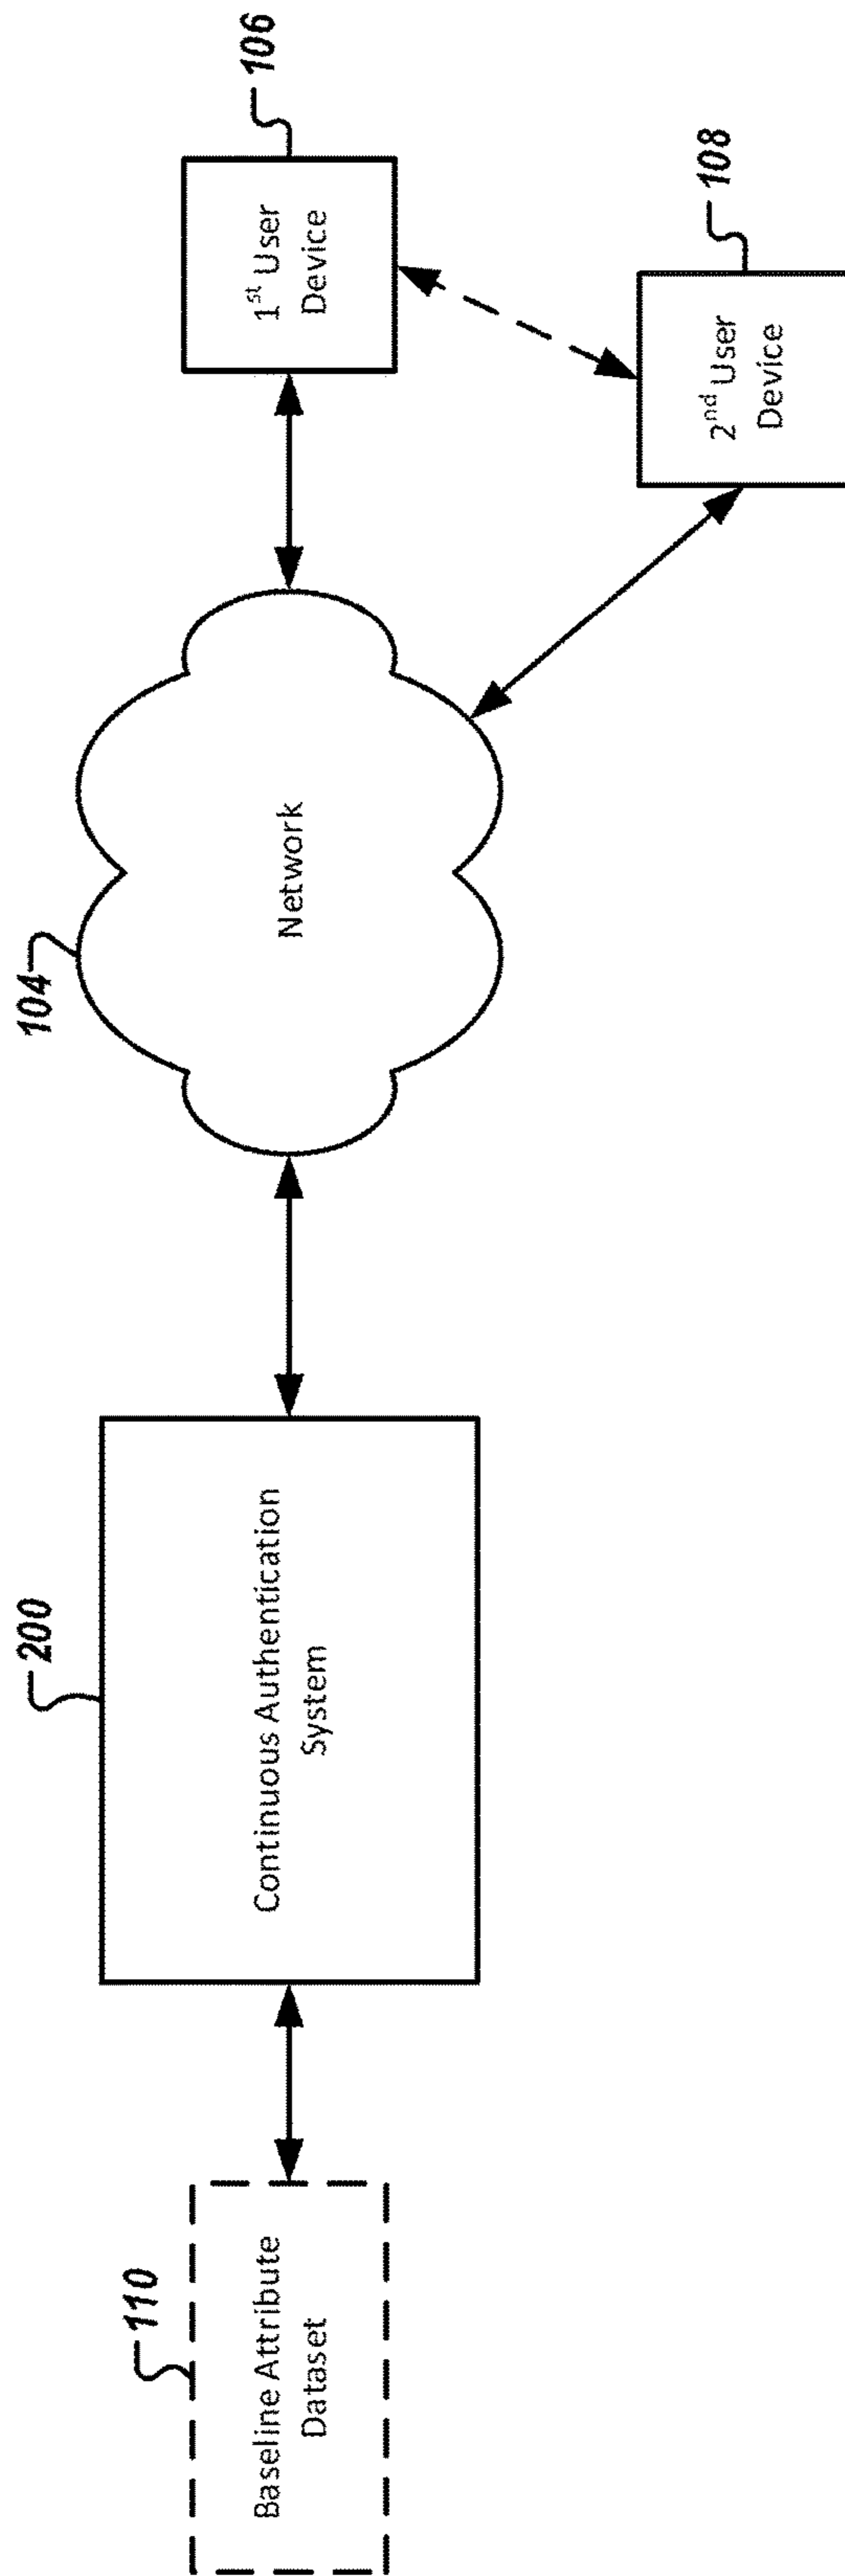 110
Baseline Attribute
Dataset
200
Continuous Authentication
System
104
Network
106
1st User
Device
108
2nd User
Device